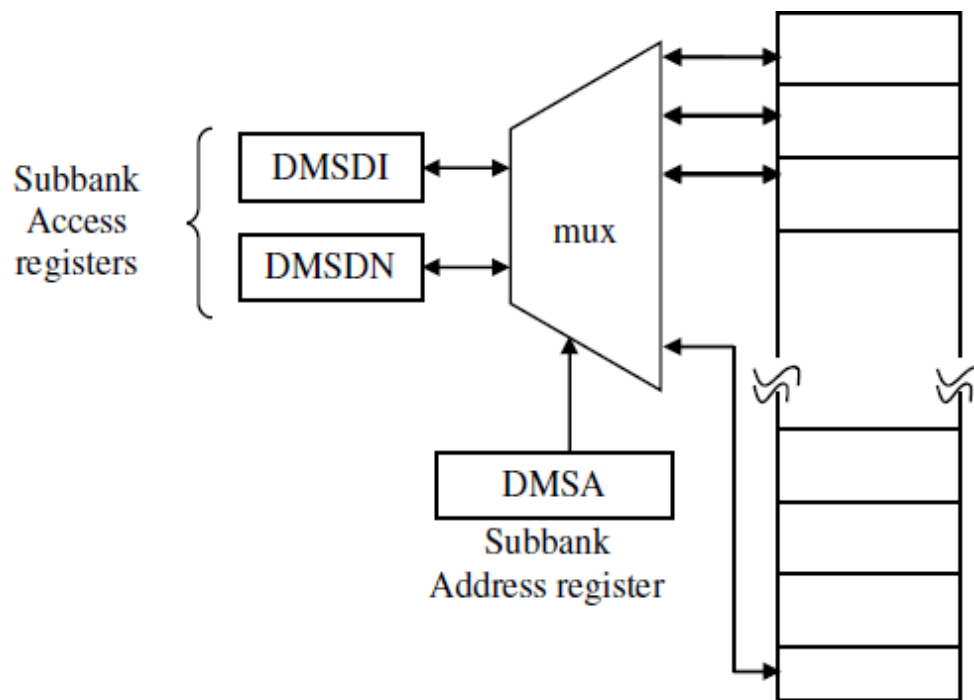 Subbank
Access
registers
DMSDI
DMSDN
mux
DMSA
Subbank
Address register